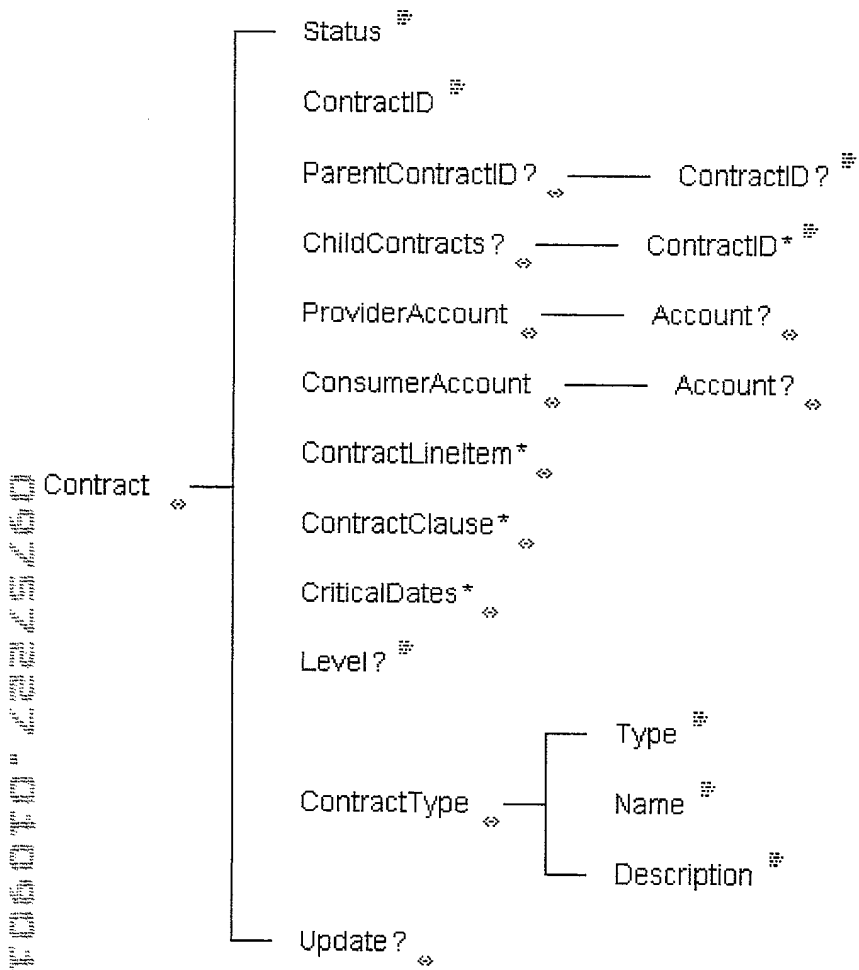 Status
ContractID
ParentContractID? ContractID?
ChildContracts? ContractID*
ProviderAccount Account?
ConsumerAccount Account?
ContractLineItem*
Contract
ContractClause*
CriticalDates*
Level?
Type
ContractType Name
Description
Update?